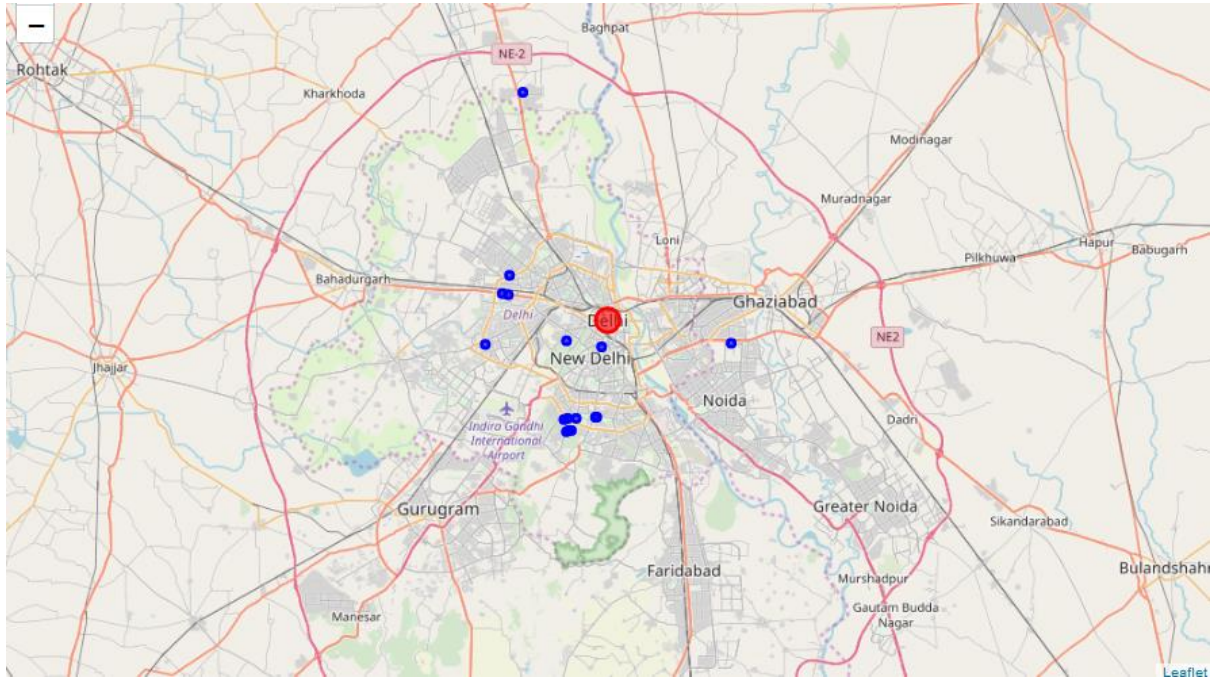 −
Baghpat
NE-2
Rohtak
Kharkhoda
Modinagar
Muradnagar
Loni
Hapur
Babugarh
Pilkhuwa
Bahadurgarh
Ghaziabad
Delhi
Delhi
NE2
New Delhi
Jhajjar
Noida
Dadri
Indira Gandhi
International
Airport
Gurugram
Greater Noida
Sikandarabad
Faridabad
Bulandshahr
Murshadpur
Manesar
Gautam Budda
Nagar
Leaflet